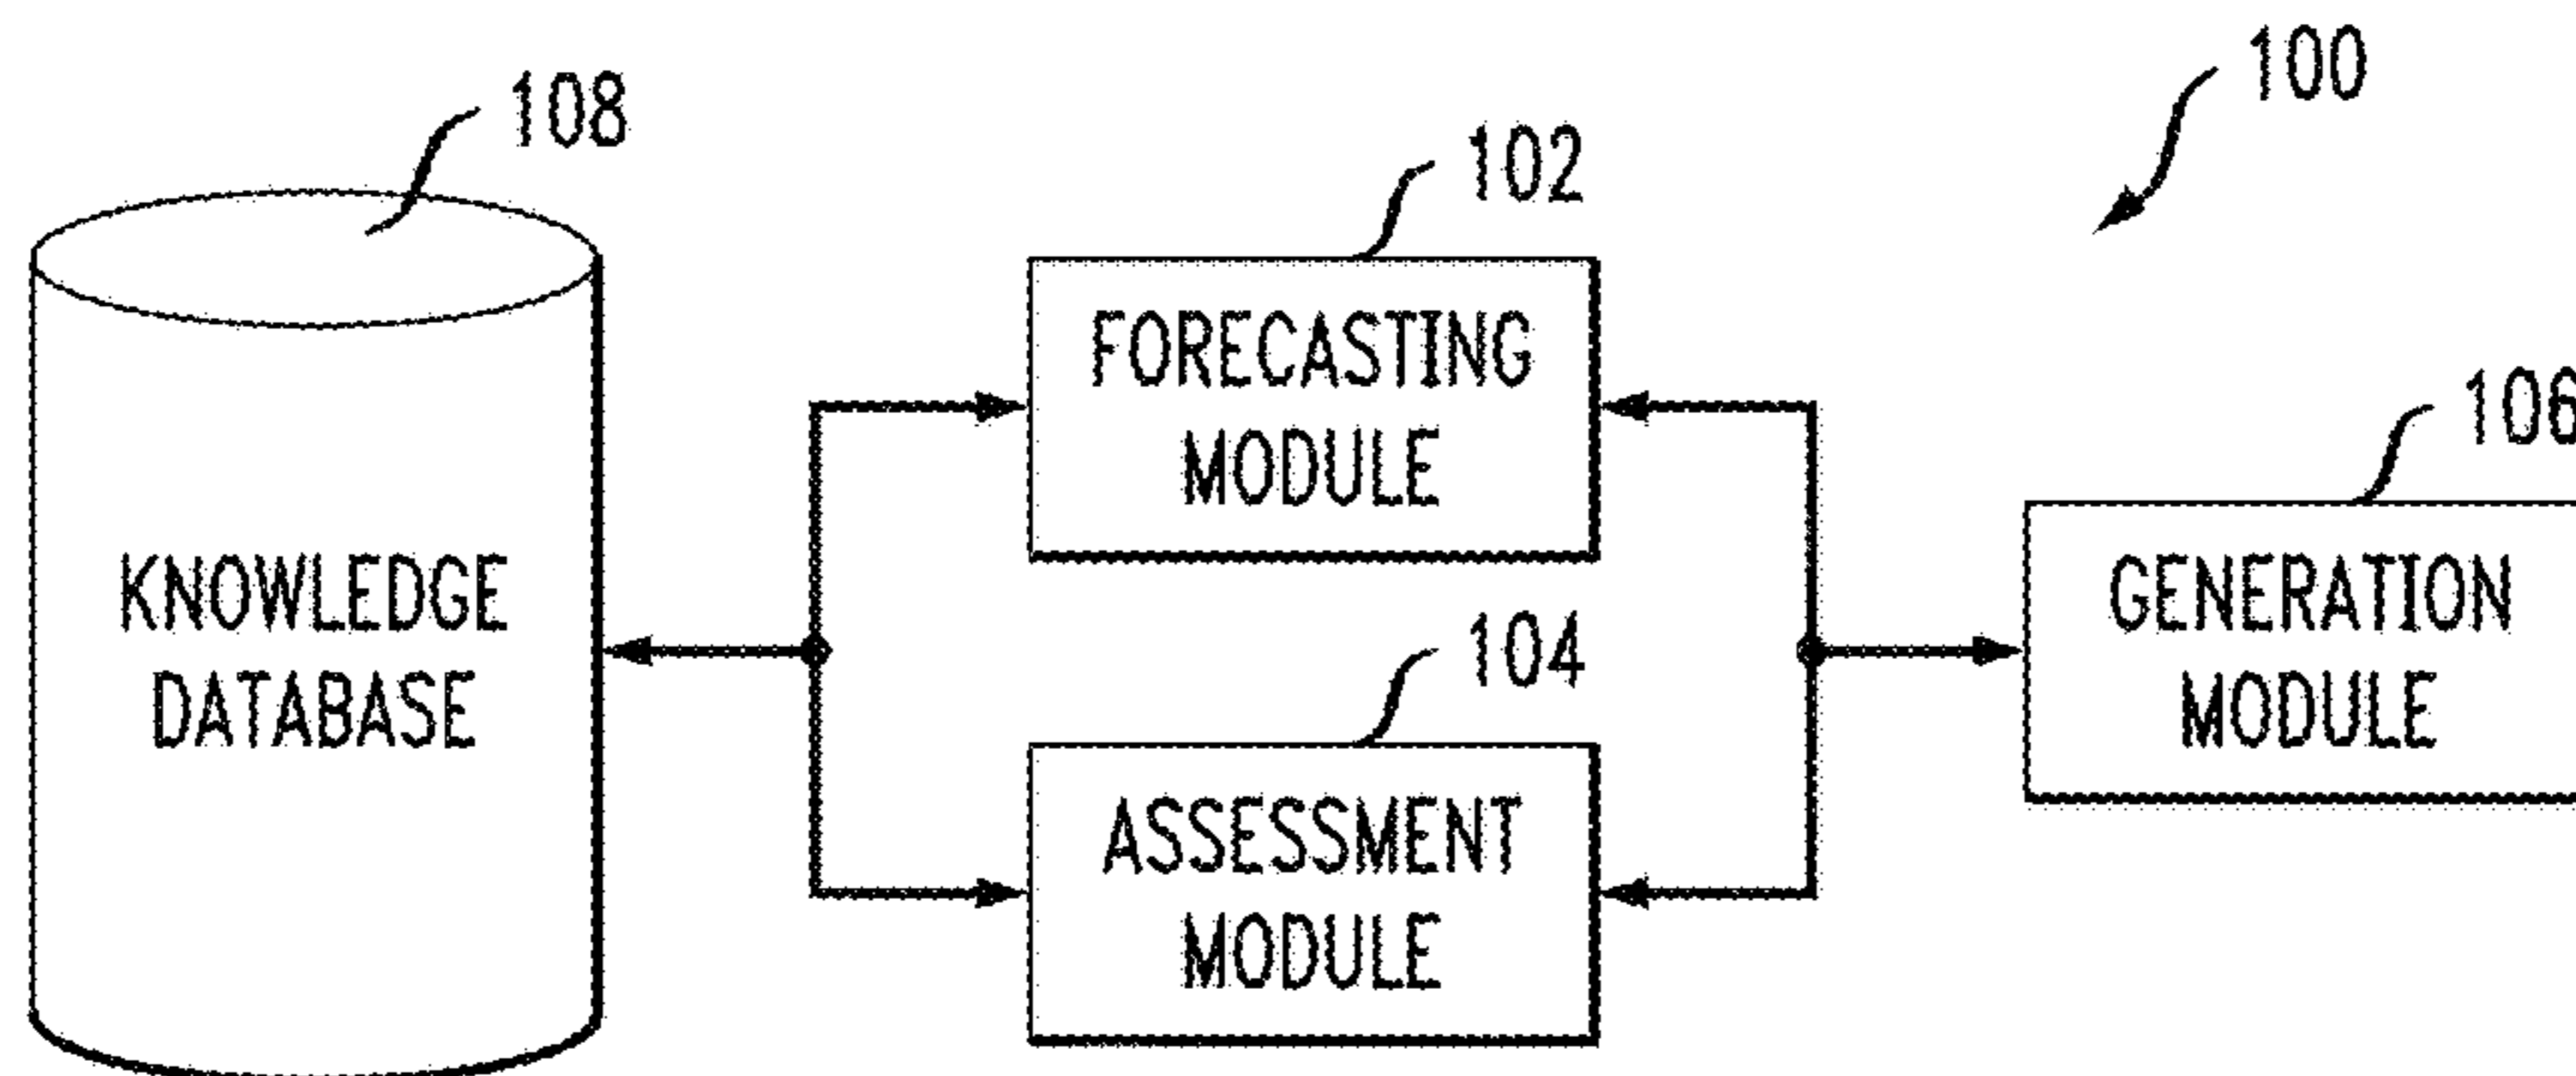 100
108
102
FORECASTING
MODULE
106
KNOWLEDGE
DATABASE
GENERATION
MODULE
104
ASSESSMENT
MODULE